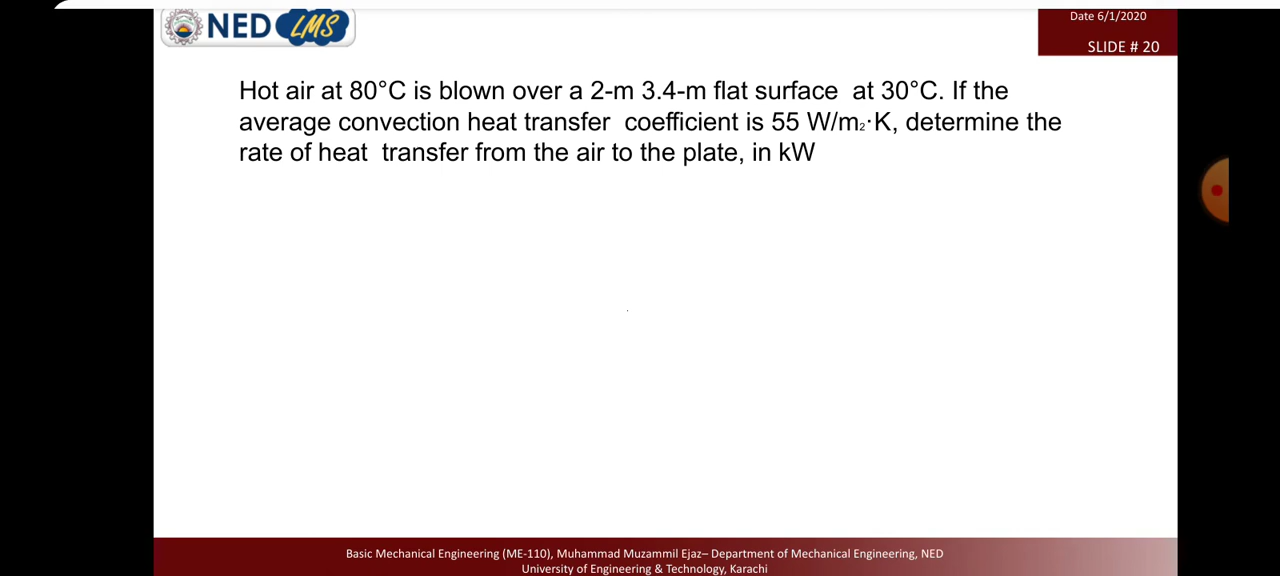 NED LMS
Date 6/1/2020
SLIDE # 20
Hot air at 80°C is blown over a 2-m 3.4-m flat surface at 30°C. If the
average convection heat transfer coefficient is 55 W/m₂·K, determine the
rate of heat transfer from the air to the plate, in kW
Basic Mechanical Engineering (ME-110), Muhammad Muzammil Ejaz– Department of Mechanical Engineering, NED
University of Engineering & Technology, Karachi